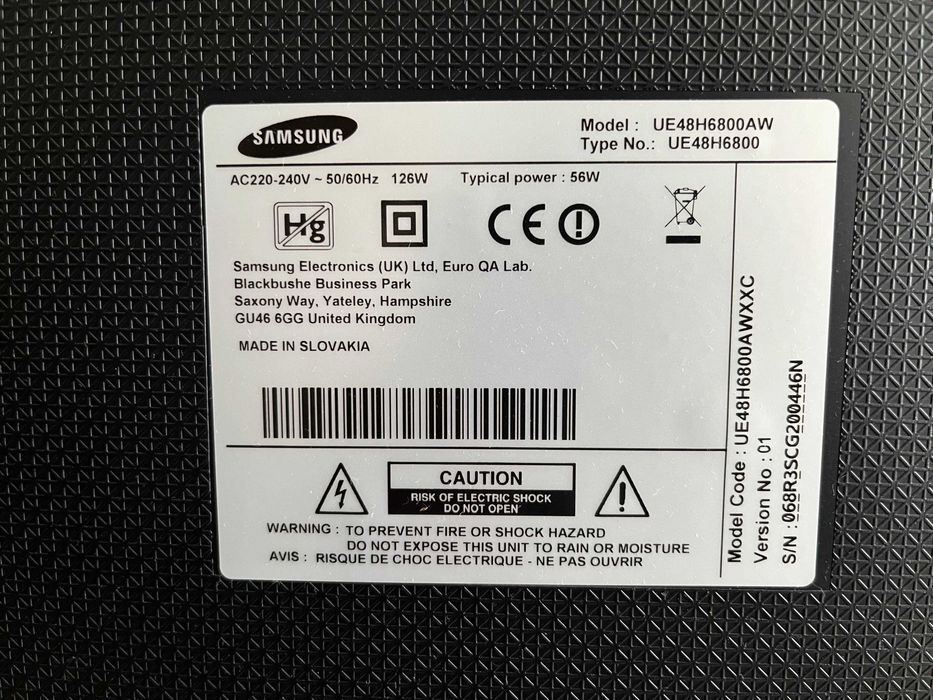 SAMSUNG
Model : UE48H6800AW
Type No.: UE48H6800
AC220-240V ~ 50/60Hz 126W Typical power : 56W
Hg
CE
Samsung Electronics (UK) Ltd, Euro QA Lab.
Blackbushe Business Park
Saxony Way, Yateley, Hampshire
GU46 6GG United Kingdom
MADE IN SLOVAKIA
CAUTION
RISK OF ELECTRIC SHOCK
DO NOT OPEN
WARNING : TO PREVENT FIRE OR SHOCK HAZARD
DO NOT EXPOSE THIS UNIT TO RAIN OR MOISTURE
AVIS : RISQUE DE CHOC ELECTRIQUE - NE PAS OUVRIR
Model Code : UE48H6800AWXXC
Version No : 01
S/N : 068R3SCG200446N